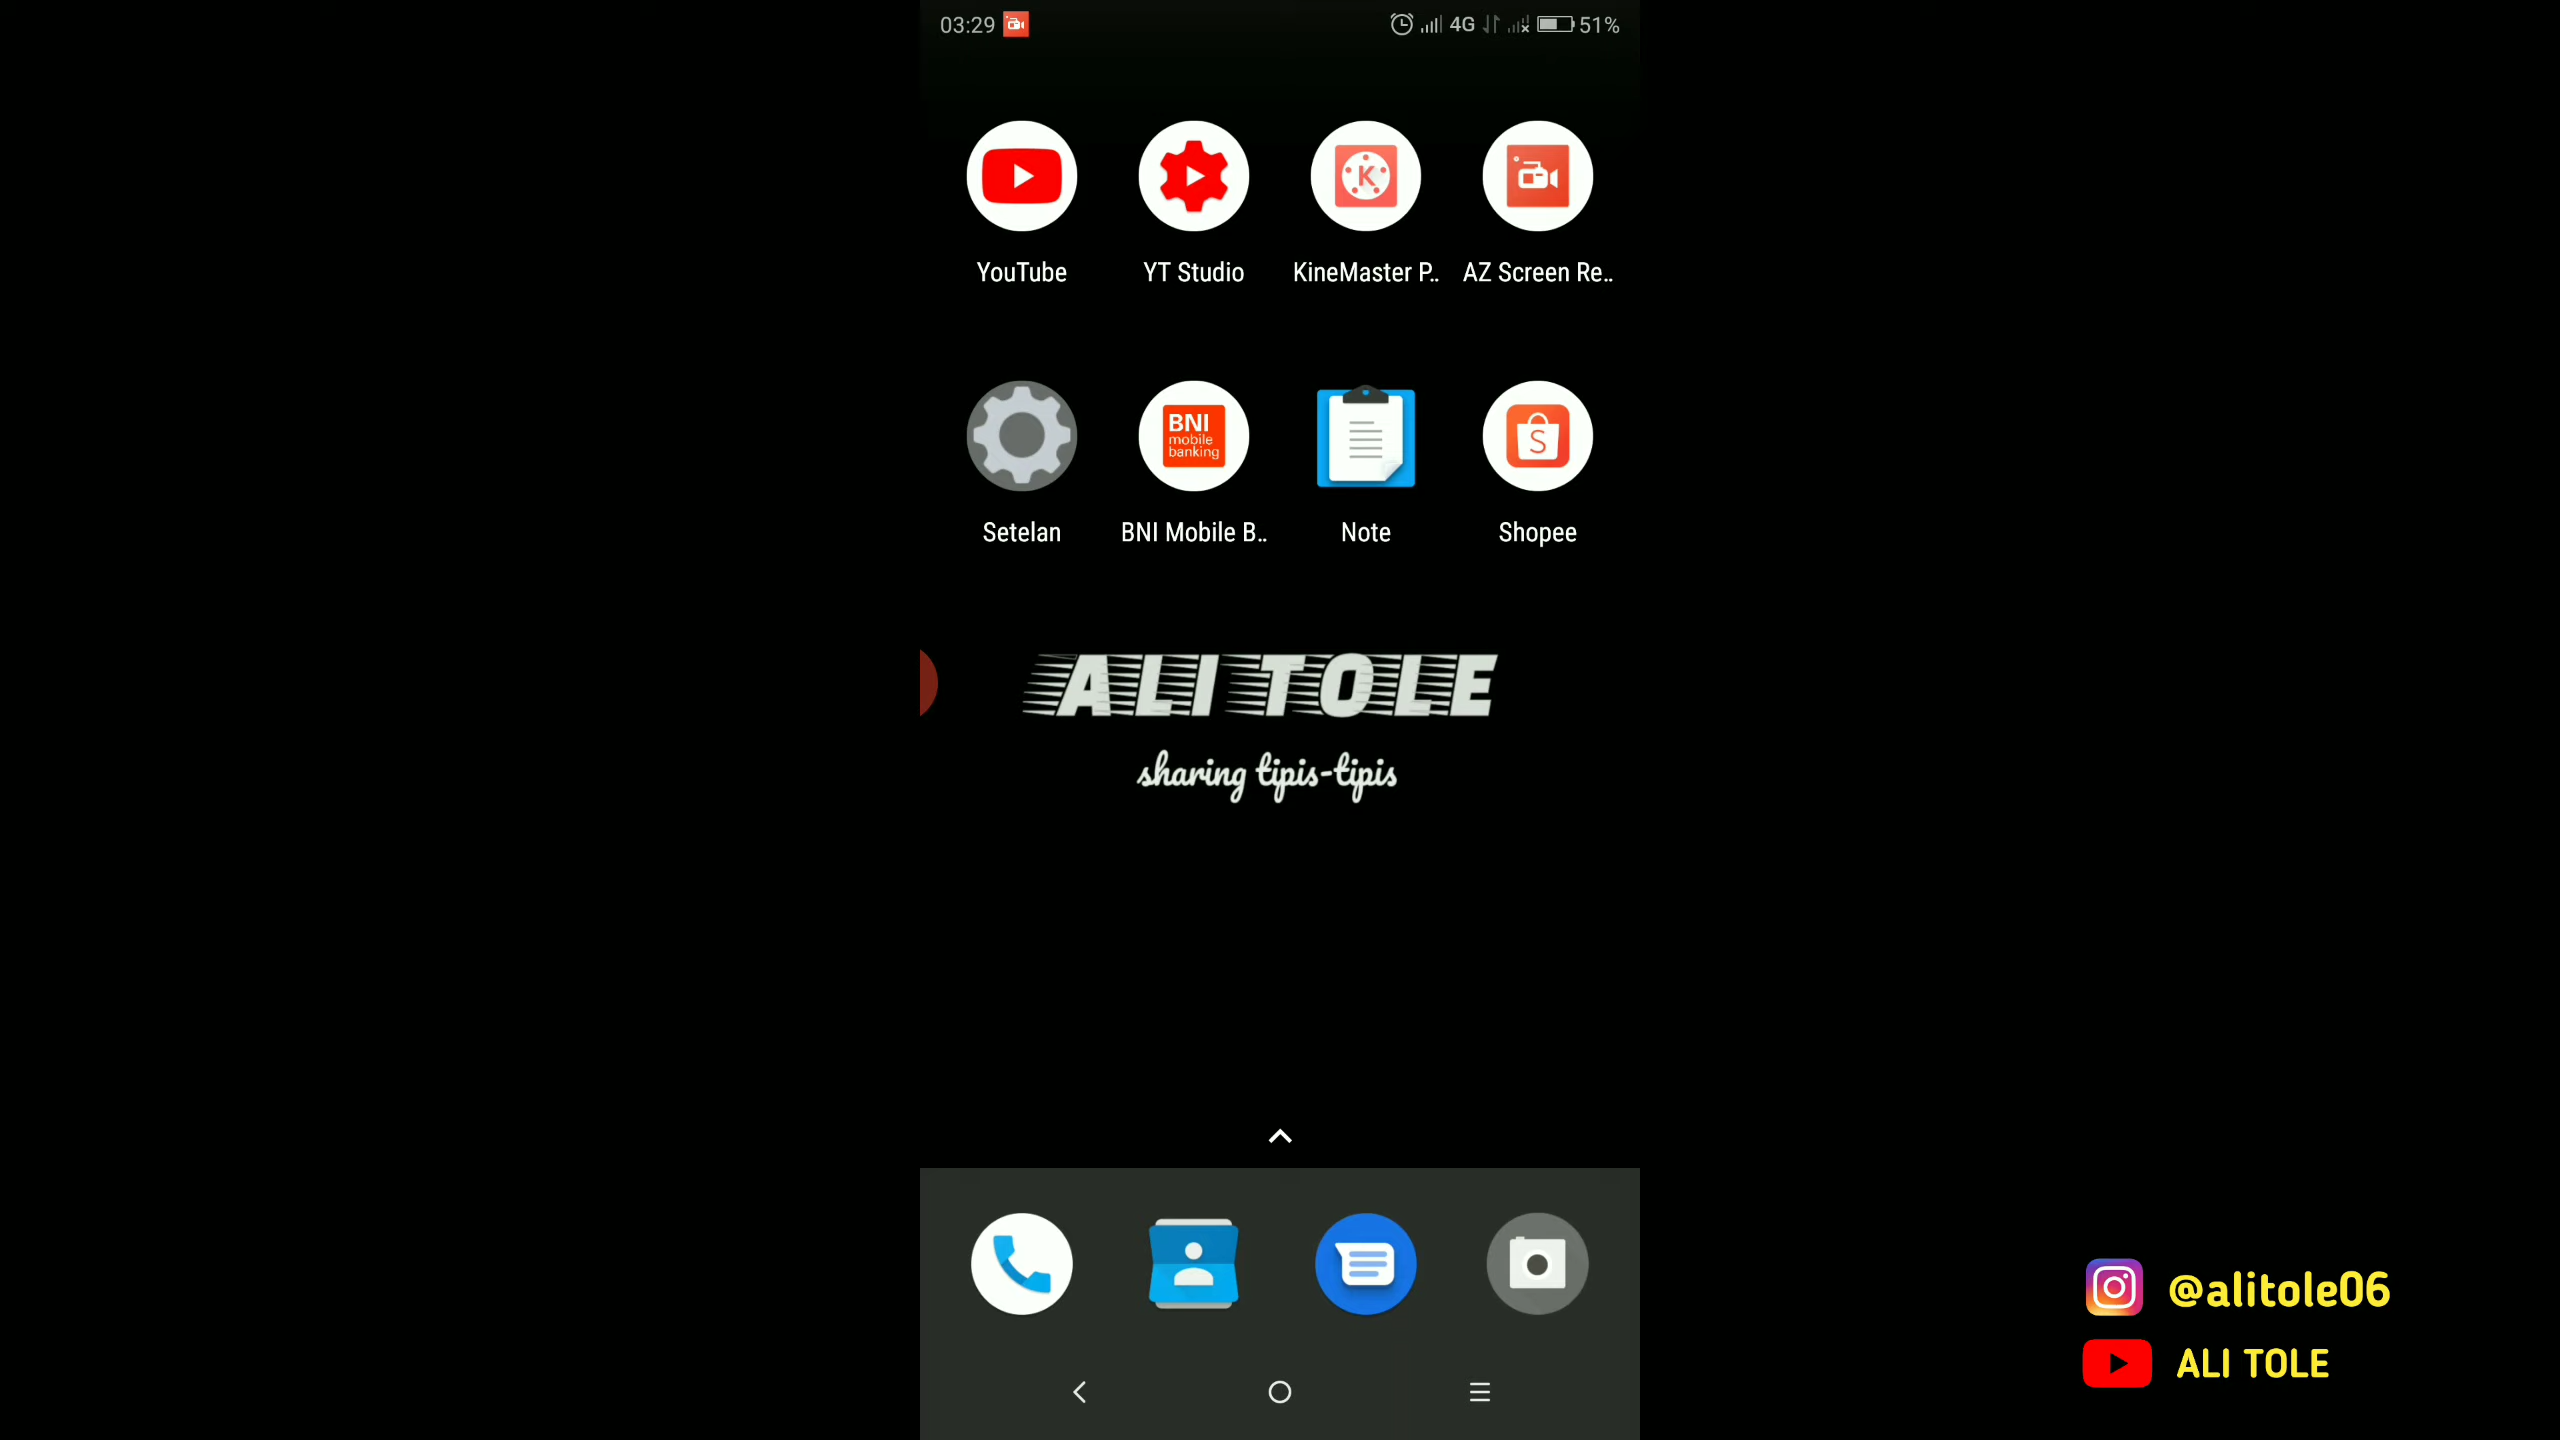 03:29 4G 51%
YouTube YT Studio KineMaster P.. AZ Screen Re..
K
BNI
mobile
banking
S
Setelan BNI Mobile B.. Note Shopee
ALI TOLE
sharing tipis-tipis
@alitole06
ALI TOLE